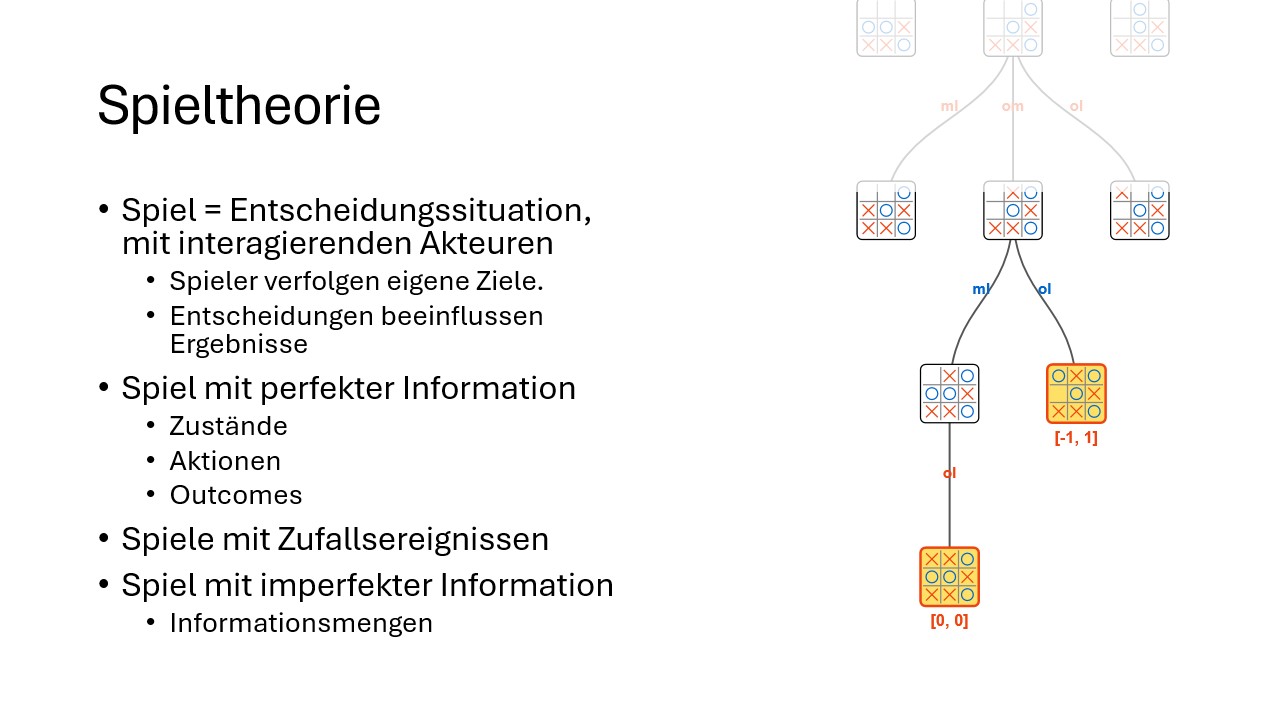 Spieltheorie
• Spiel = Entscheidungssituation,
mit interagierenden Akteuren
• Spieler verfolgen eigene Ziele.
• Entscheidungen beeinflussen
Ergebnisse
• Spiel mit perfekter Information
• Zustände
• Aktionen
• Outcomes
• Spiele mit Zufallsereignissen
• Spiel mit imperfekter Information
• Informationsmengen
ml om ol
ml ol
[-1, 1]
ol
[0, 0]